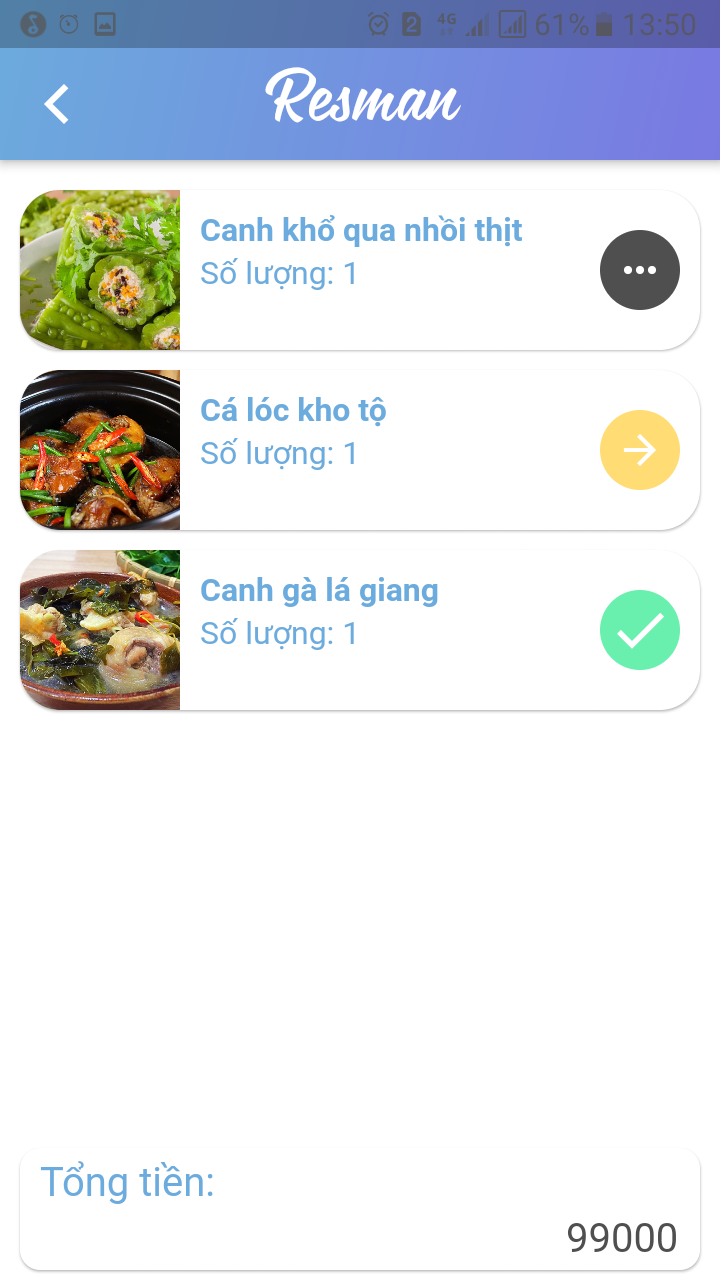 4G 61% 13:50
Resman
Canh khổ qua nhồi thịt
Số lượng: 1
Cá lóc kho tộ
Số lượng: 1
Canh gà lá giang
Số lượng: 1
Tổng tiền:
99000